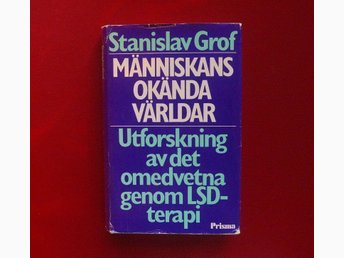 Stanislav Grof
MÄNNISKANS
OKÄNDA
VÄRLDAR
Utforskning
av det
omedvetna
genom LSD-
terapi
Prisma